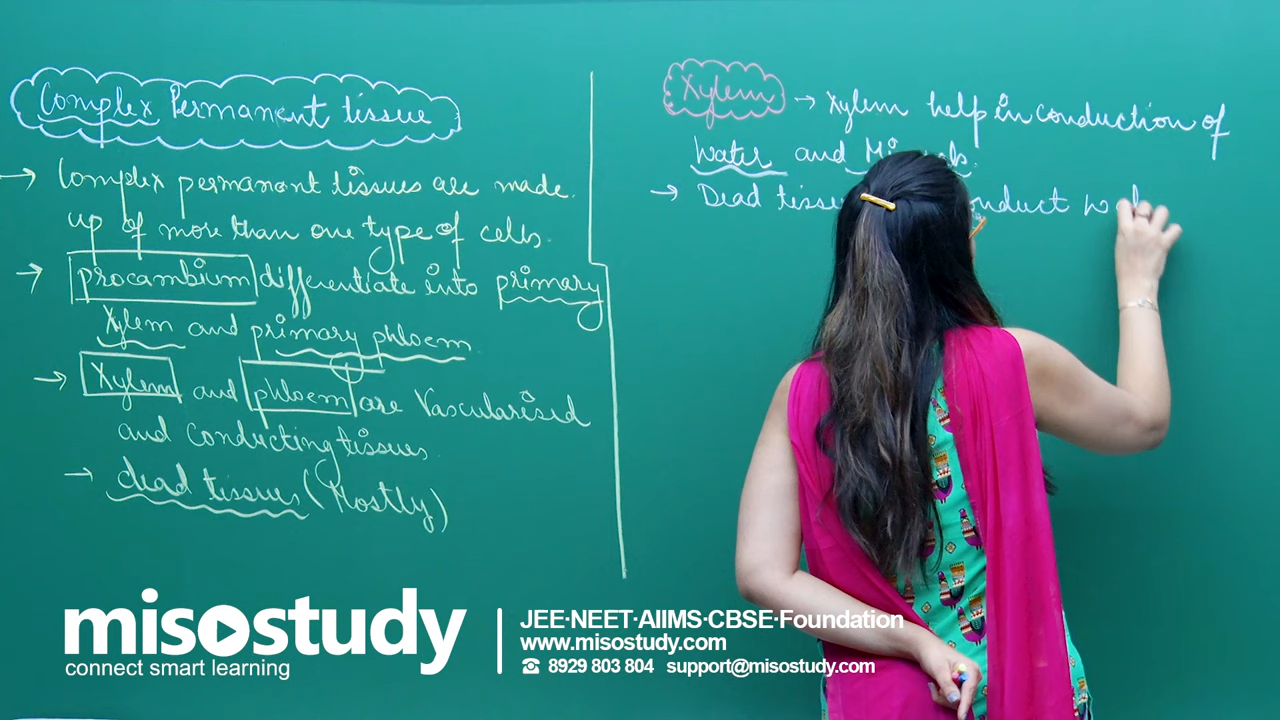 Complex Permanent tissue
→ Complex permanant tissues are made
up of more than one type of cells.
→ procambium differentiate into primary
Xylem and primary phloem
→ Xylem and phloem are Vascularised
and Conducting tissues.
→ dead tissues (Mostly)
Xylem → Xylem help in conduction of
Water and
→ Dead
misostudy
connect smart learning
JEE·NEET·AIIMS·CBSE·Foundation
www.misostudy.com
☎ 8929 803 804 support@misostudy.com